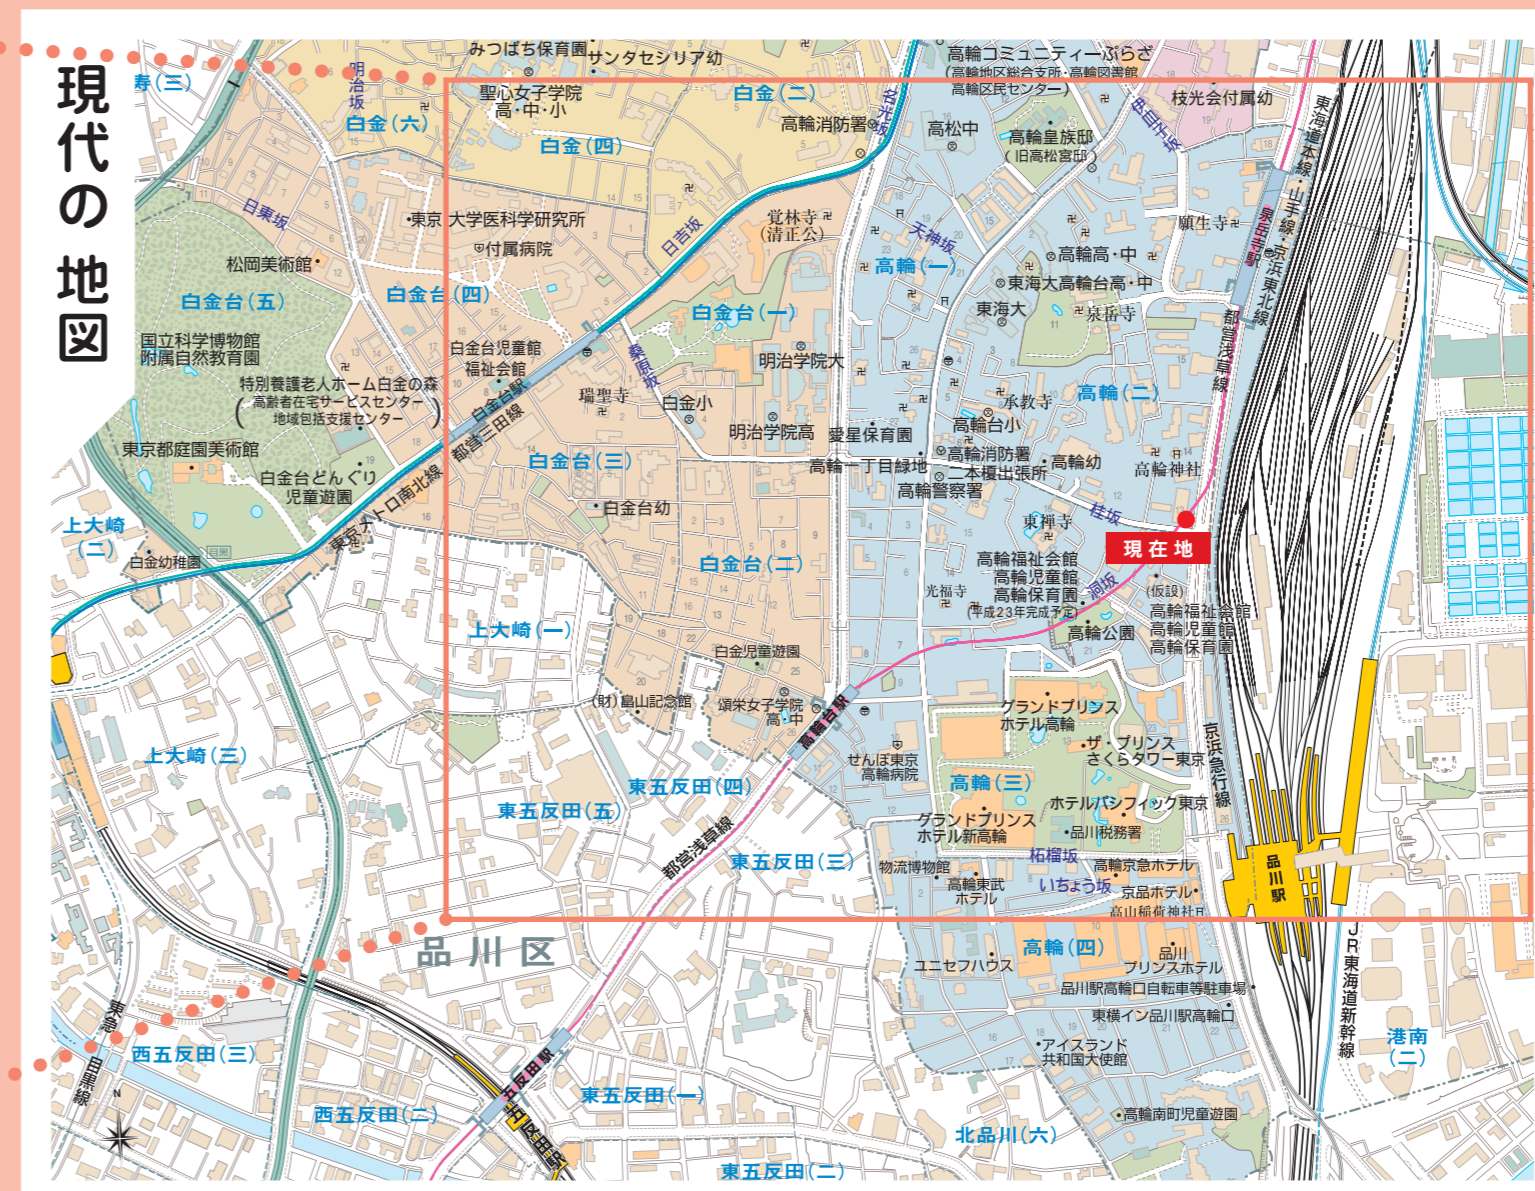 現代の地図
寿（三）
明治坂
白金（六）
みつばち保育園
サンタセシリア幼
聖心女子学院
高・中・小
白金（四）
白金（二）
高輪消防署
名光坂
高輪コミュニティーぷらざ
（高輪地区総合支所・高輪図書館
高輪区民センター）
高松中
高輪皇族邸
（旧高松宮邸）
枝光会付属幼
東海道本線・山手線・京浜東北線
日東坂
松岡美術館
白金台（五）
国立科学博物館
附属自然教育園
特別養護老人ホーム白金の森
（高齢者在宅サービスセンター
地域包括支援センター）
東京都庭園美術館
白金台どんぐり
児童遊園
東京大学医科学研究所
付属病院
白金台（四）
日吉坂
覚林寺
（清正公）
白金台（一）
白金台児童館
福祉会館
白金台駅
都営三田線
東京メトロ南北線
桑原坂
瑞聖寺
白金小
明治学院大
明治学院高
愛星保育園
白金台（三）
白金台幼
白金台（二）
天神坂
高輪（一）
高輪高・中
東海大高輪台高・中
東海大
泉岳寺
願生寺
泉岳寺駅
都営浅草線
高輪（二）
承教寺
高輪台小
高輪消防署
二本榎出張所
高輪一丁目緑地
高輪警察署
高輪幼
高輪神社
桂坂
東禅寺
現在地
高輪福祉会館
高輪児童館
高輪保育園
（平成23年完成予定）
洞坂
（仮設）
高輪福祉会館
高輪児童館
高輪保育園
光福寺
高輪公園
上大崎
（二）
白金幼稚園
目黒
上大崎（一）
白金児童遊園
（財）畠山記念館
頌栄女子学院
高・中
高輪台駅
せんぽ東京
高輪病院
グランドプリンス
ホテル高輪
ザ・プリンス
さくらタワー東京
京浜急行線
高輪（三）
ホテルパシフィック東京
グランドプリンス
ホテル新高輪
品川税務署
柘榴坂
物流博物館
高輪東武
ホテル
いちょう坂
高輪京急ホテル
京品ホテル
高山稲荷神社
品川駅
上大崎（三）
東五反田（五）
東五反田（四）
都営浅草線
東五反田（三）
品川区
ユニセフハウス
高輪（四）
品川
プリンスホテル
品川駅高輪口自転車等駐車場
東横イン品川駅高輪口
アイスランド
共和国大使館
JR東海道新幹線
港南
（二）
東急目黒線
西五反田（三）
N
西五反田（二）
五反田駅
五反田駅
東五反田（一）
東五反田（二）
北品川（六）
高輪南町児童遊園